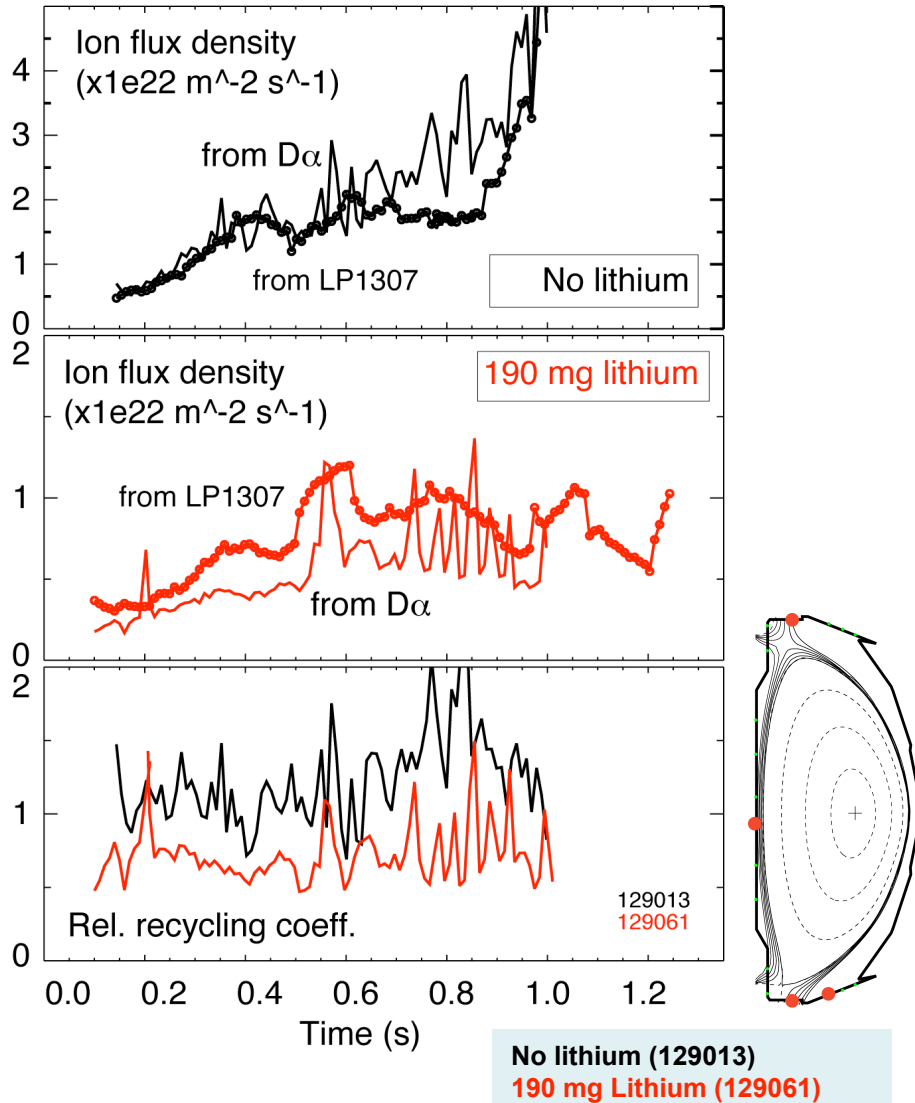 Ion flux density
(x1e22 m^-2 s^-1)
from Dα
from LP1307
No lithium
4
3
2
1
0
Ion flux density
(x1e22 m^-2 s^-1)
190 mg lithium
from LP1307
from Dα
2
1
0
2
1
0
Rel. recycling coeff.
129013
129061
0.0 0.2 0.4 0.6 0.8 1.0 1.2
Time (s)
No lithium (129013)
190 mg Lithium (129061)